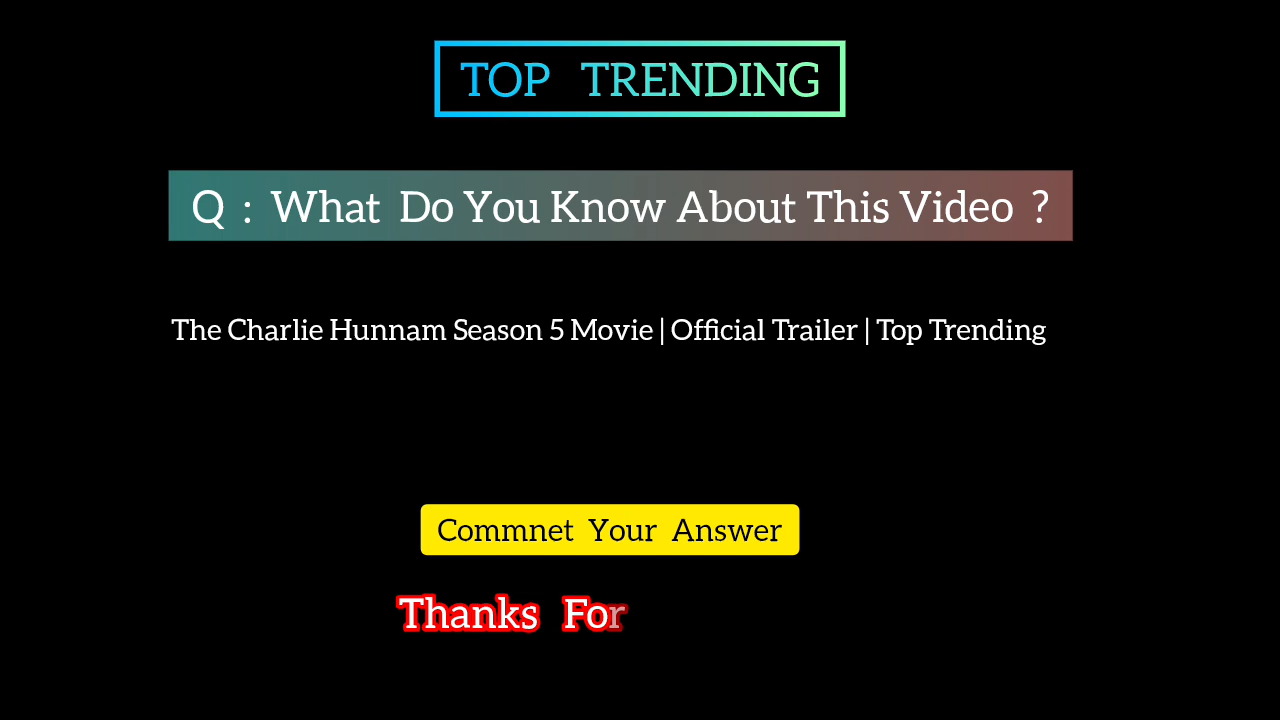 TOP TRENDING
Q : What Do You Know About This Video ?
The Charlie Hunnam Season 5 Movie | Official Trailer | Top Trending
Commnet Your Answer
Thanks For